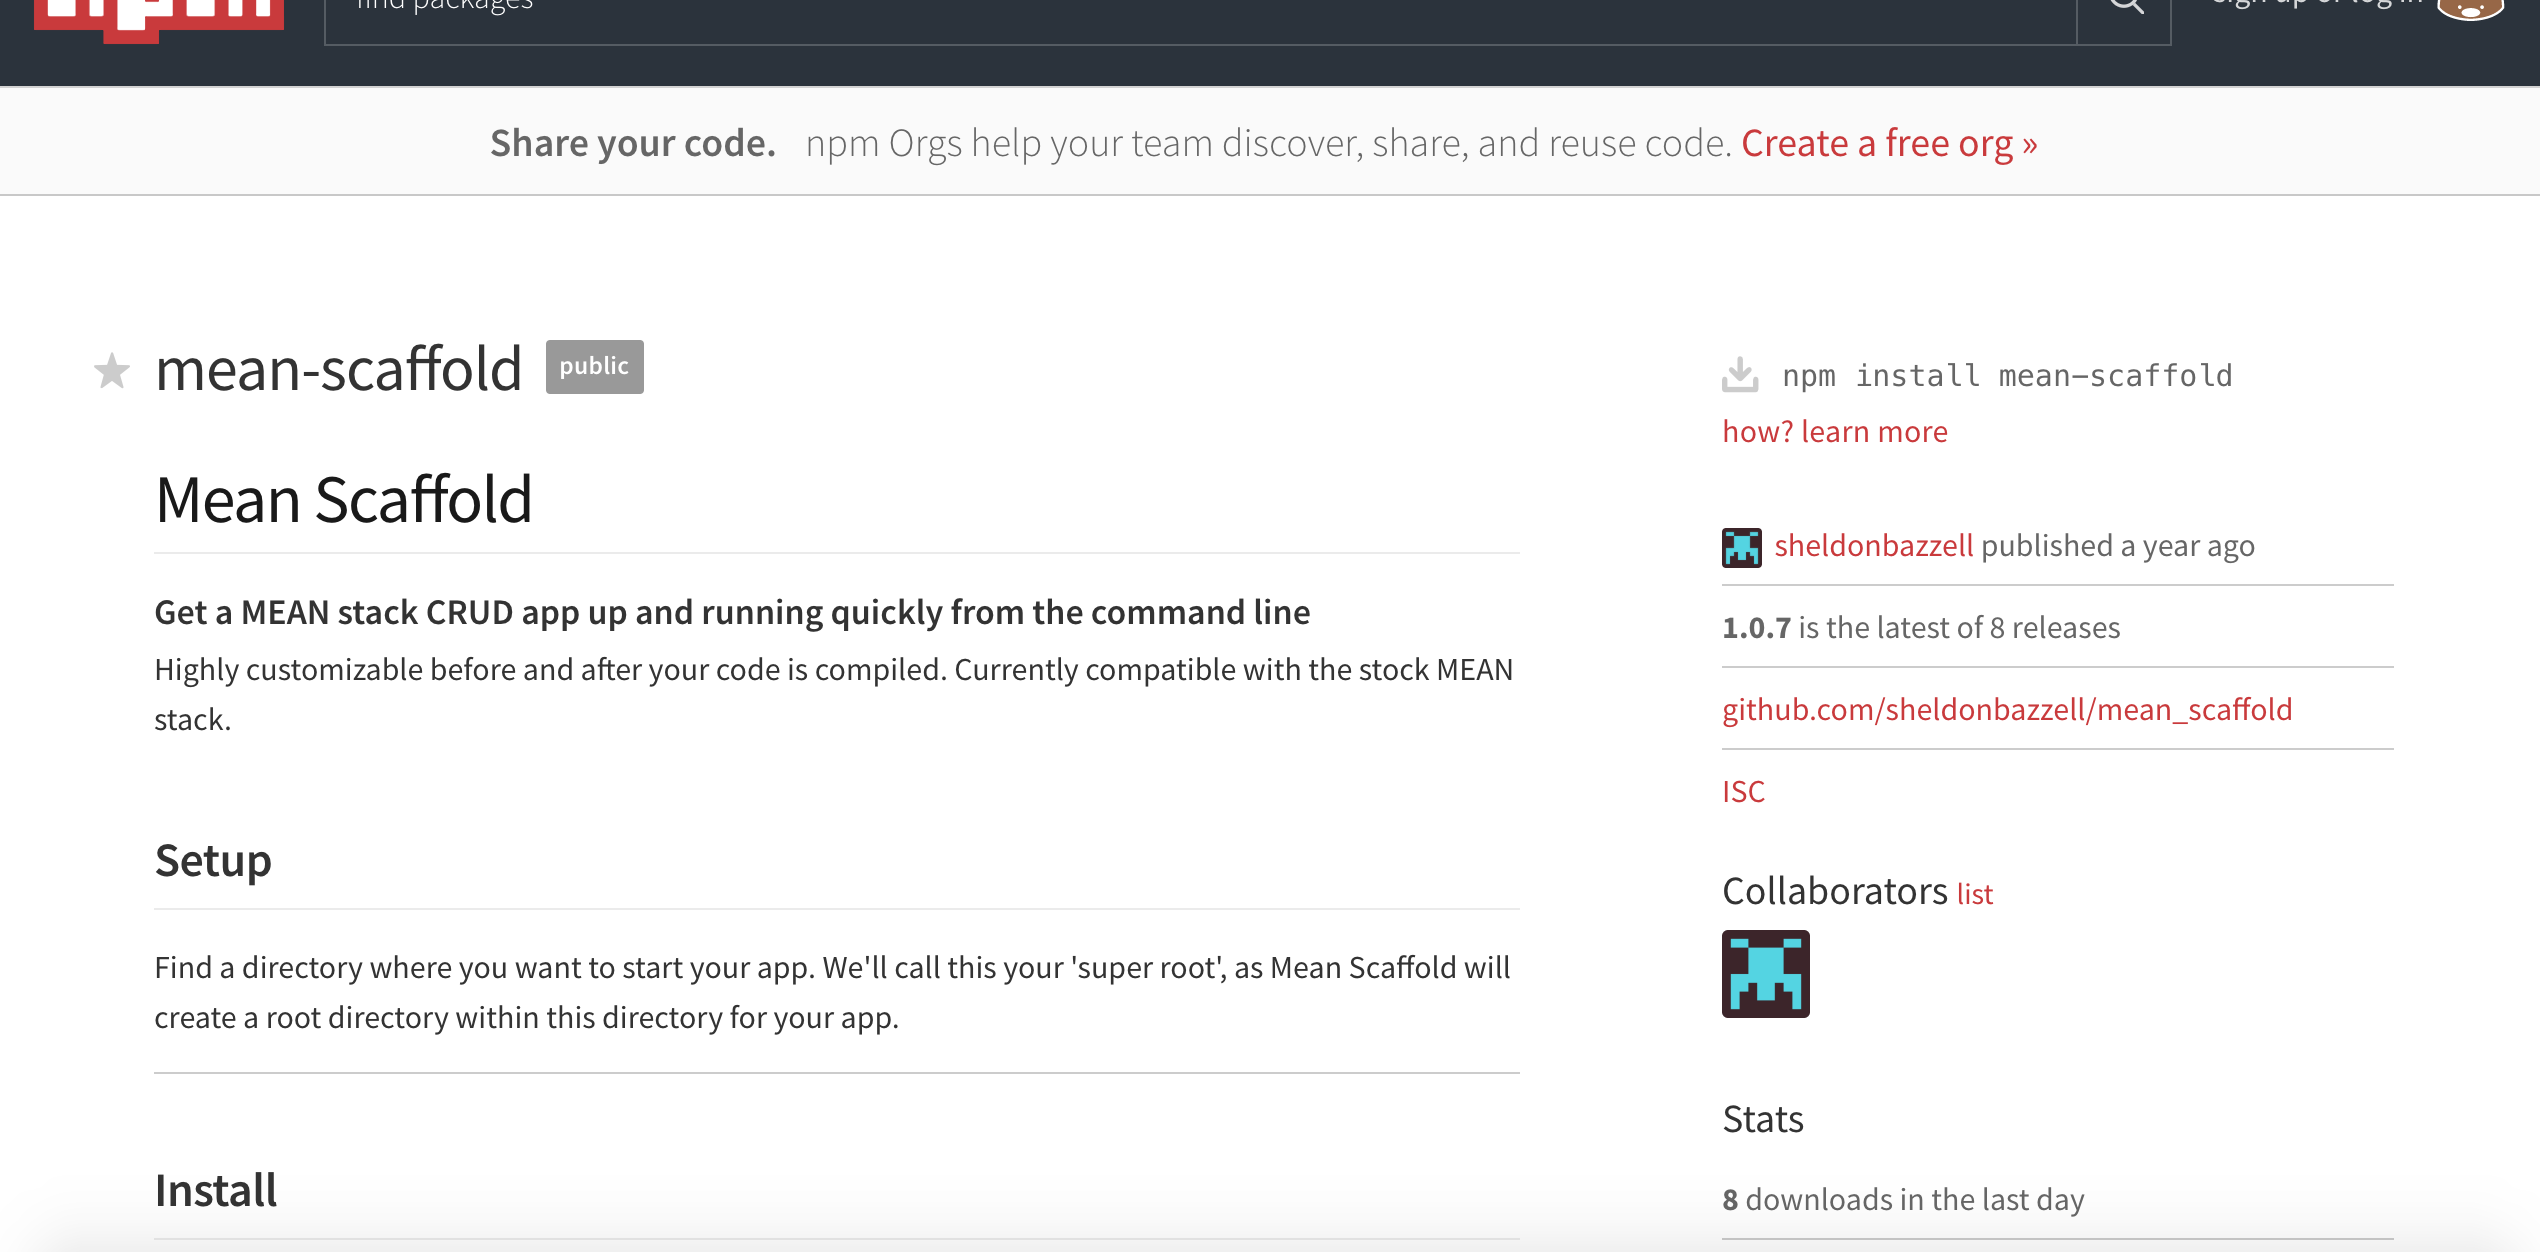 find packages
sign up or log in
Share your code. npm Orgs help your team discover, share, and reuse code. Create a free org »
mean-scaffold public
Mean Scaffold
Get a MEAN stack CRUD app up and running quickly from the command line
Highly customizable before and after your code is compiled. Currently compatible with the stock MEAN
stack.
Setup
Find a directory where you want to start your app. We'll call this your 'super root', as Mean Scaffold will
create a root directory within this directory for your app.
Install
npm install mean-scaffold
how? learn more
sheldonbazzell published a year ago
1.0.7 is the latest of 8 releases
github.com/sheldonbazzell/mean_scaffold
ISC
Collaborators list
Stats
8 downloads in the last day